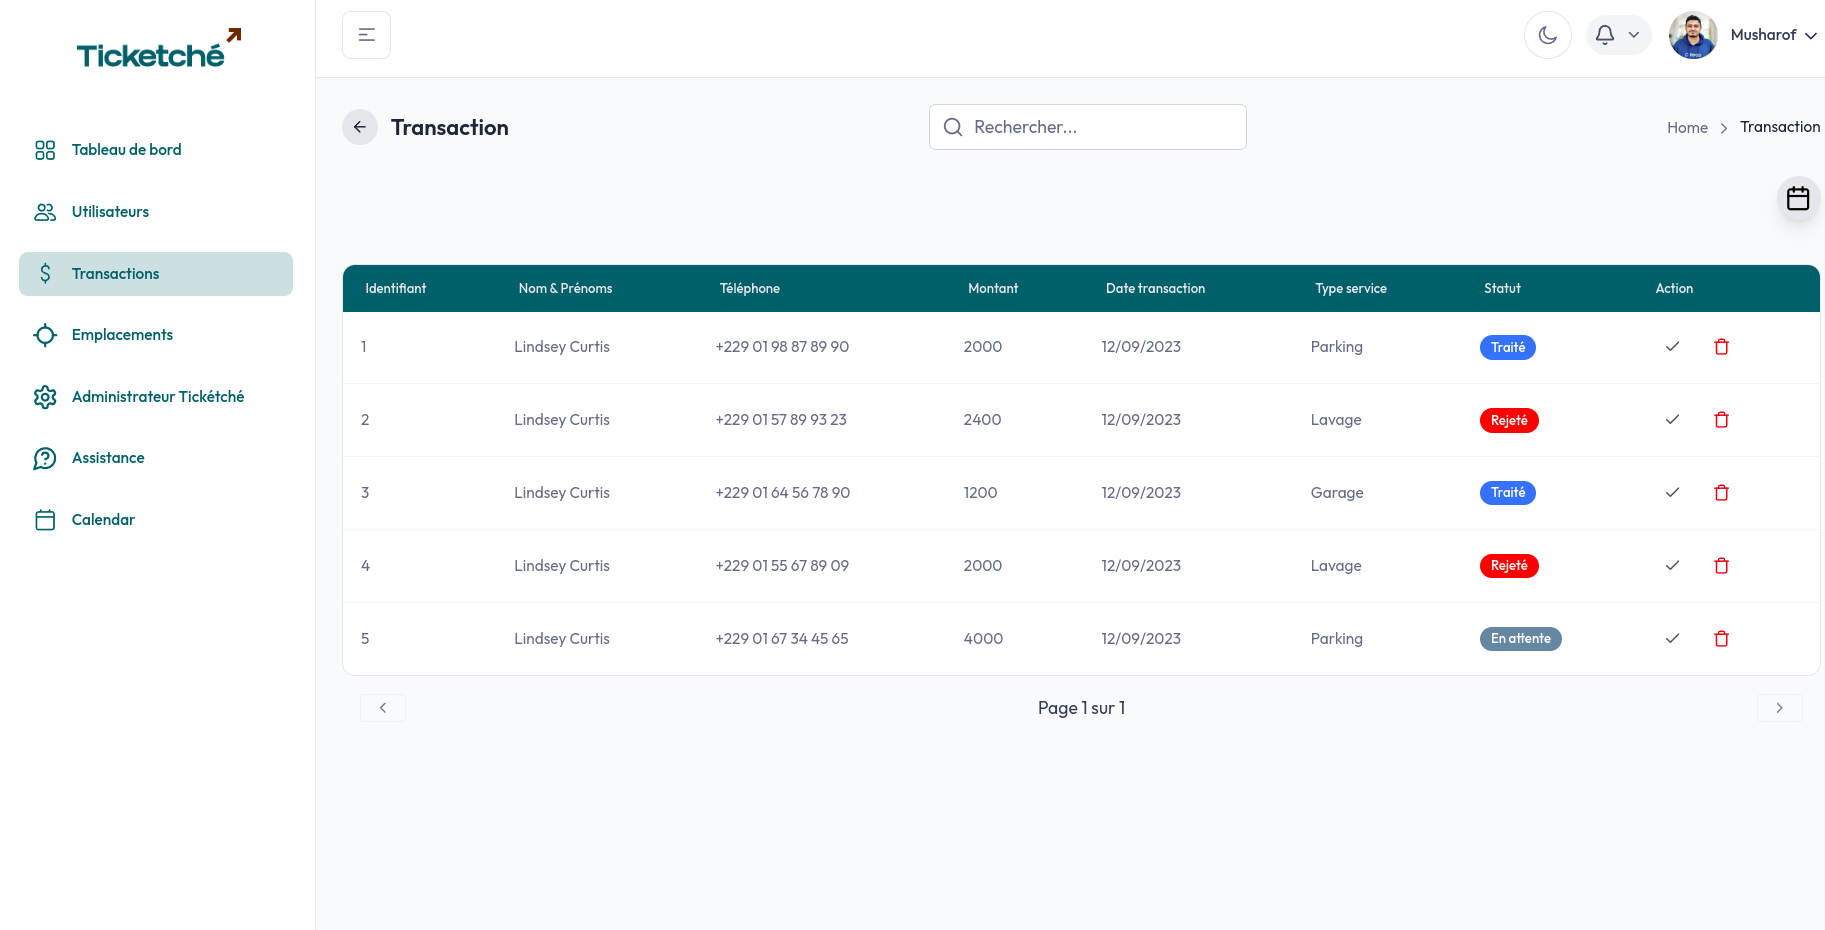 Ticketché
Musharof
Transaction
Rechercher...
Home > Transaction
Tableau de bord
Utilisateurs
Transactions
Emplacements
Administrateur Tickétché
Assistance
Calendar
Identifiant Nom & Prénoms Téléphone Montant Date transaction Type service Statut Action
1 Lindsey Curtis +229 01 98 87 89 90 2000 12/09/2023 Parking Traité
2 Lindsey Curtis +229 01 57 89 93 23 2400 12/09/2023 Lavage Rejeté
3 Lindsey Curtis +229 01 64 56 78 90 1200 12/09/2023 Garage Traité
4 Lindsey Curtis +229 01 55 67 89 09 2000 12/09/2023 Lavage Rejeté
5 Lindsey Curtis +229 01 67 34 45 65 4000 12/09/2023 Parking En attente
Page 1 sur 1